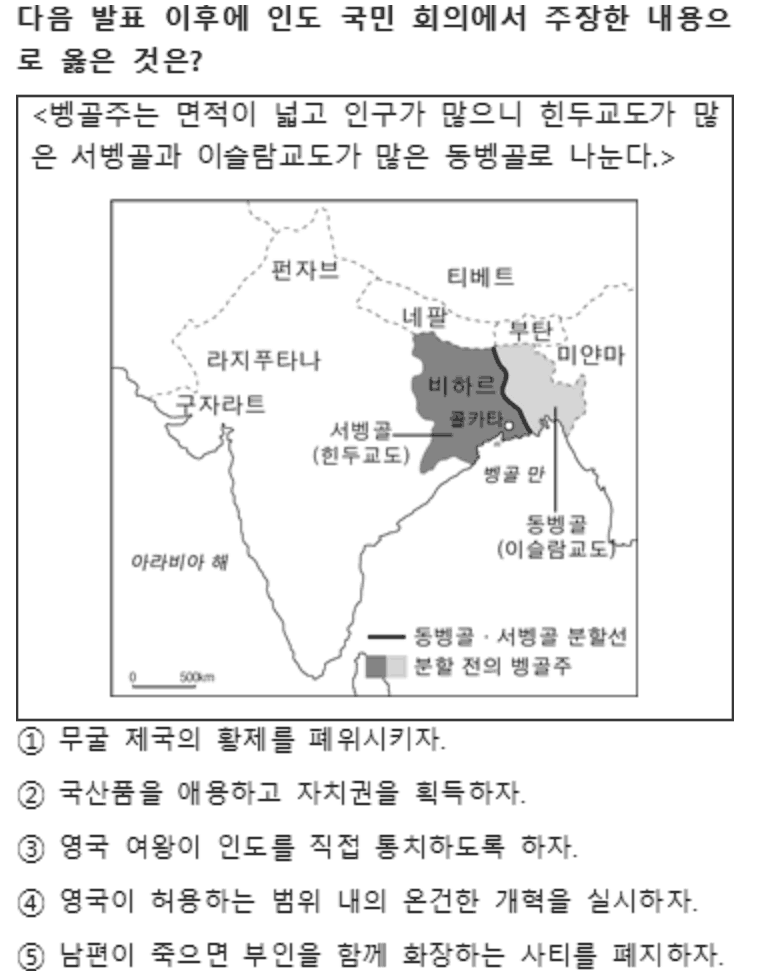 다음 발표 이후에 인도 국민 회의에서 주장한 내용으
로 옳은 것은?
<벵골주는 면적이 넓고 인구가 많으니 힌두교도가 많
은 서벵골과 이슬람교도가 많은 동벵골로 나눈다.>
펀자브
티베트
네팔
부탄
미얀마
라지푸타나
비하르
구자라트
콜카타
서벵골
(힌두교도)
벵골 만
동벵골
(이슬람교도)
아라비아 해
동벵골 · 서벵골 분할선
분할 전의 벵골주
0 500km
① 무굴 제국의 황제를 폐위시키자.
② 국산품을 애용하고 자치권을 획득하자.
③ 영국 여왕이 인도를 직접 통치하도록 하자.
④ 영국이 허용하는 범위 내의 온건한 개혁을 실시하자.
⑤ 남편이 죽으면 부인을 함께 화장하는 사티를 폐지하자.